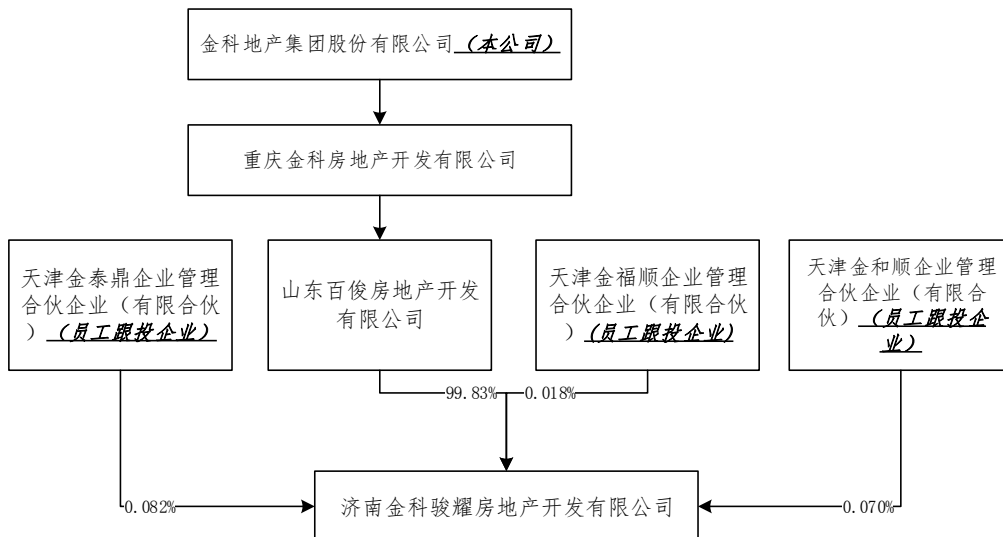 金科地产集团股份有限公司（本公司）
重庆金科房地产开发有限公司
天津金泰鼎企业管理
合伙企业（有限合伙
）（员工跟投企业）
山东百俊房地产开发
有限公司
天津金福顺企业管理
合伙企业（有限合伙
）（员工跟投企业）
天津金和顺企业管理
合伙企业（有限合
伙）（员工跟投企
业）
99.83%
0.018%
0.082%
济南金科骏耀房地产开发有限公司
0.070%